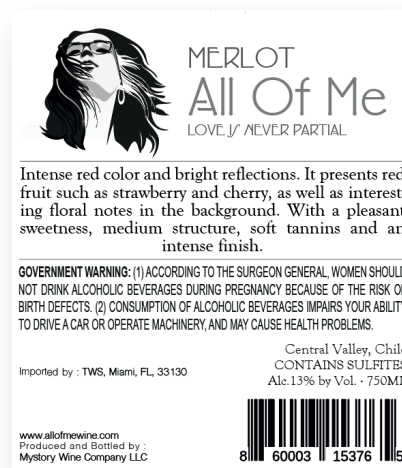 MERLOT
All Of Me
LOVE IS NEVER PARTIAL
Intense red color and bright reflections. It presents red
fruit such as strawberry and cherry, as well as interest-
ing floral notes in the background. With a pleasant
sweetness, medium structure, soft tannins and an
intense finish.
GOVERNMENT WARNING: (1) ACCORDING TO THE SURGEON GENERAL, WOMEN SHOULD
NOT DRINK ALCOHOLIC BEVERAGES DURING PREGNANCY BECAUSE OF THE RISK OF
BIRTH DEFECTS. (2) CONSUMPTION OF ALCOHOLIC BEVERAGES IMPAIRS YOUR ABILITY
TO DRIVE A CAR OR OPERATE MACHINERY, AND MAY CAUSE HEALTH PROBLEMS.
Central Valley, Chile
CONTAINS SULFITES
Imported by : TWS, Miami, FL, 33130
Alc.13% by Vol. · 750Ml
www.allofmewine.com
Produced and Bottled by :
Mystory Wine Company LLC
8 60003 15376 5